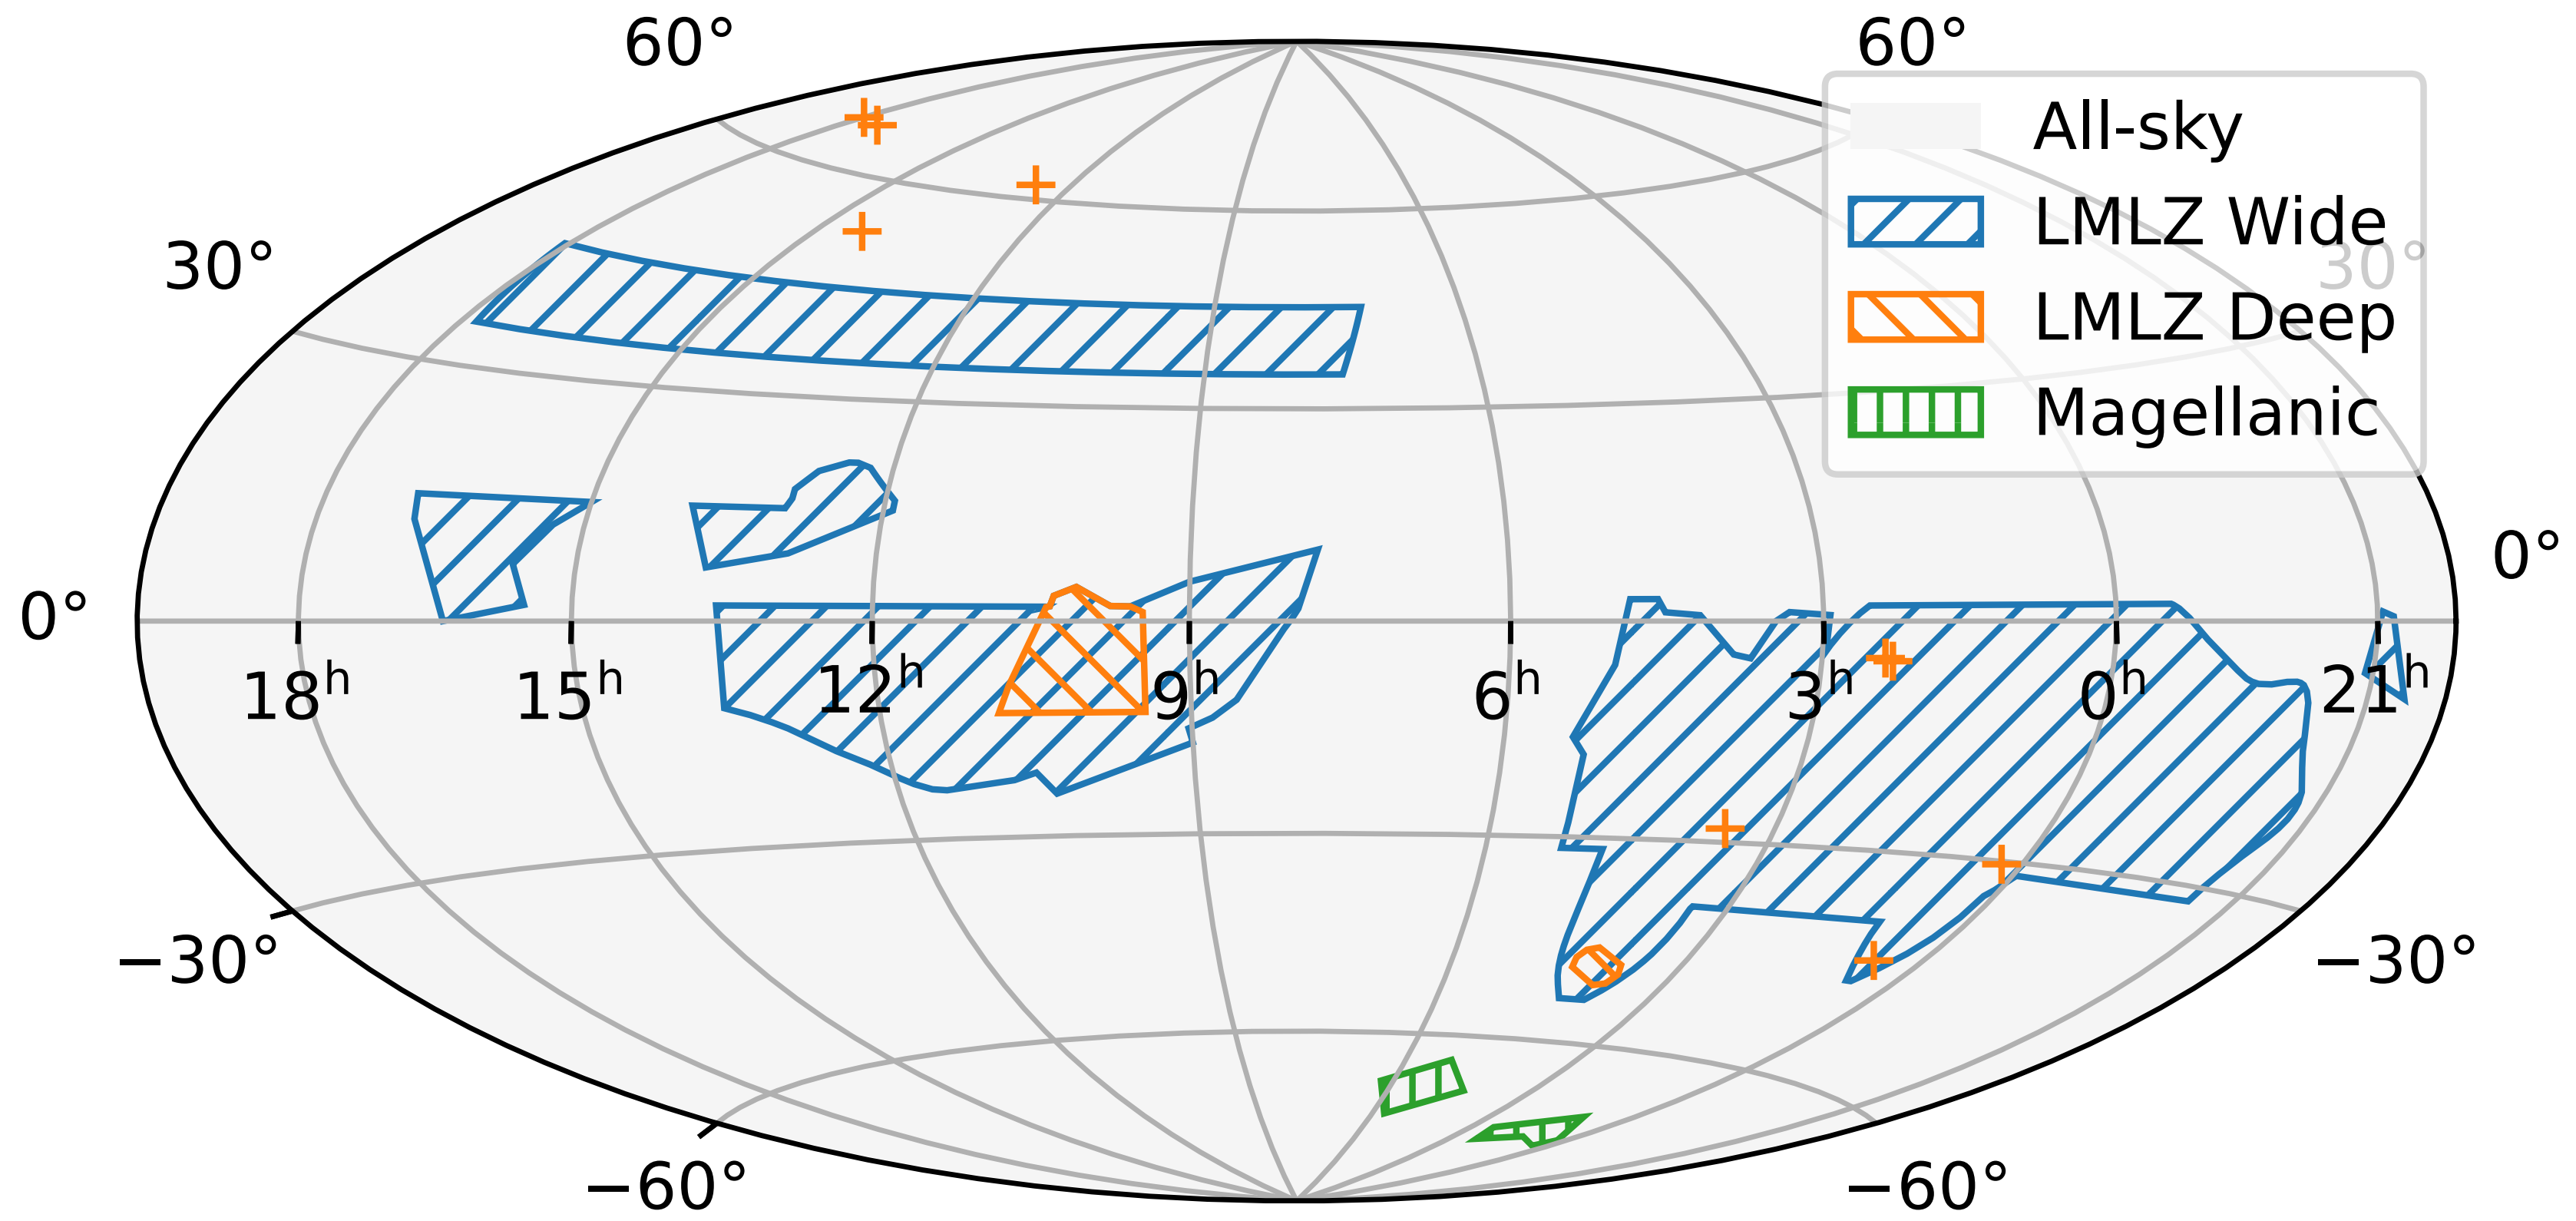 60° 60°
All-sky
LMLZ Wide
30° 30°
LMLZ Deep
Magellanic
0° 0°
18ʰ 15ʰ 12ʰ 9ʰ 6ʰ 3ʰ 0ʰ 21ʰ
−30° −30°
−60° −60°